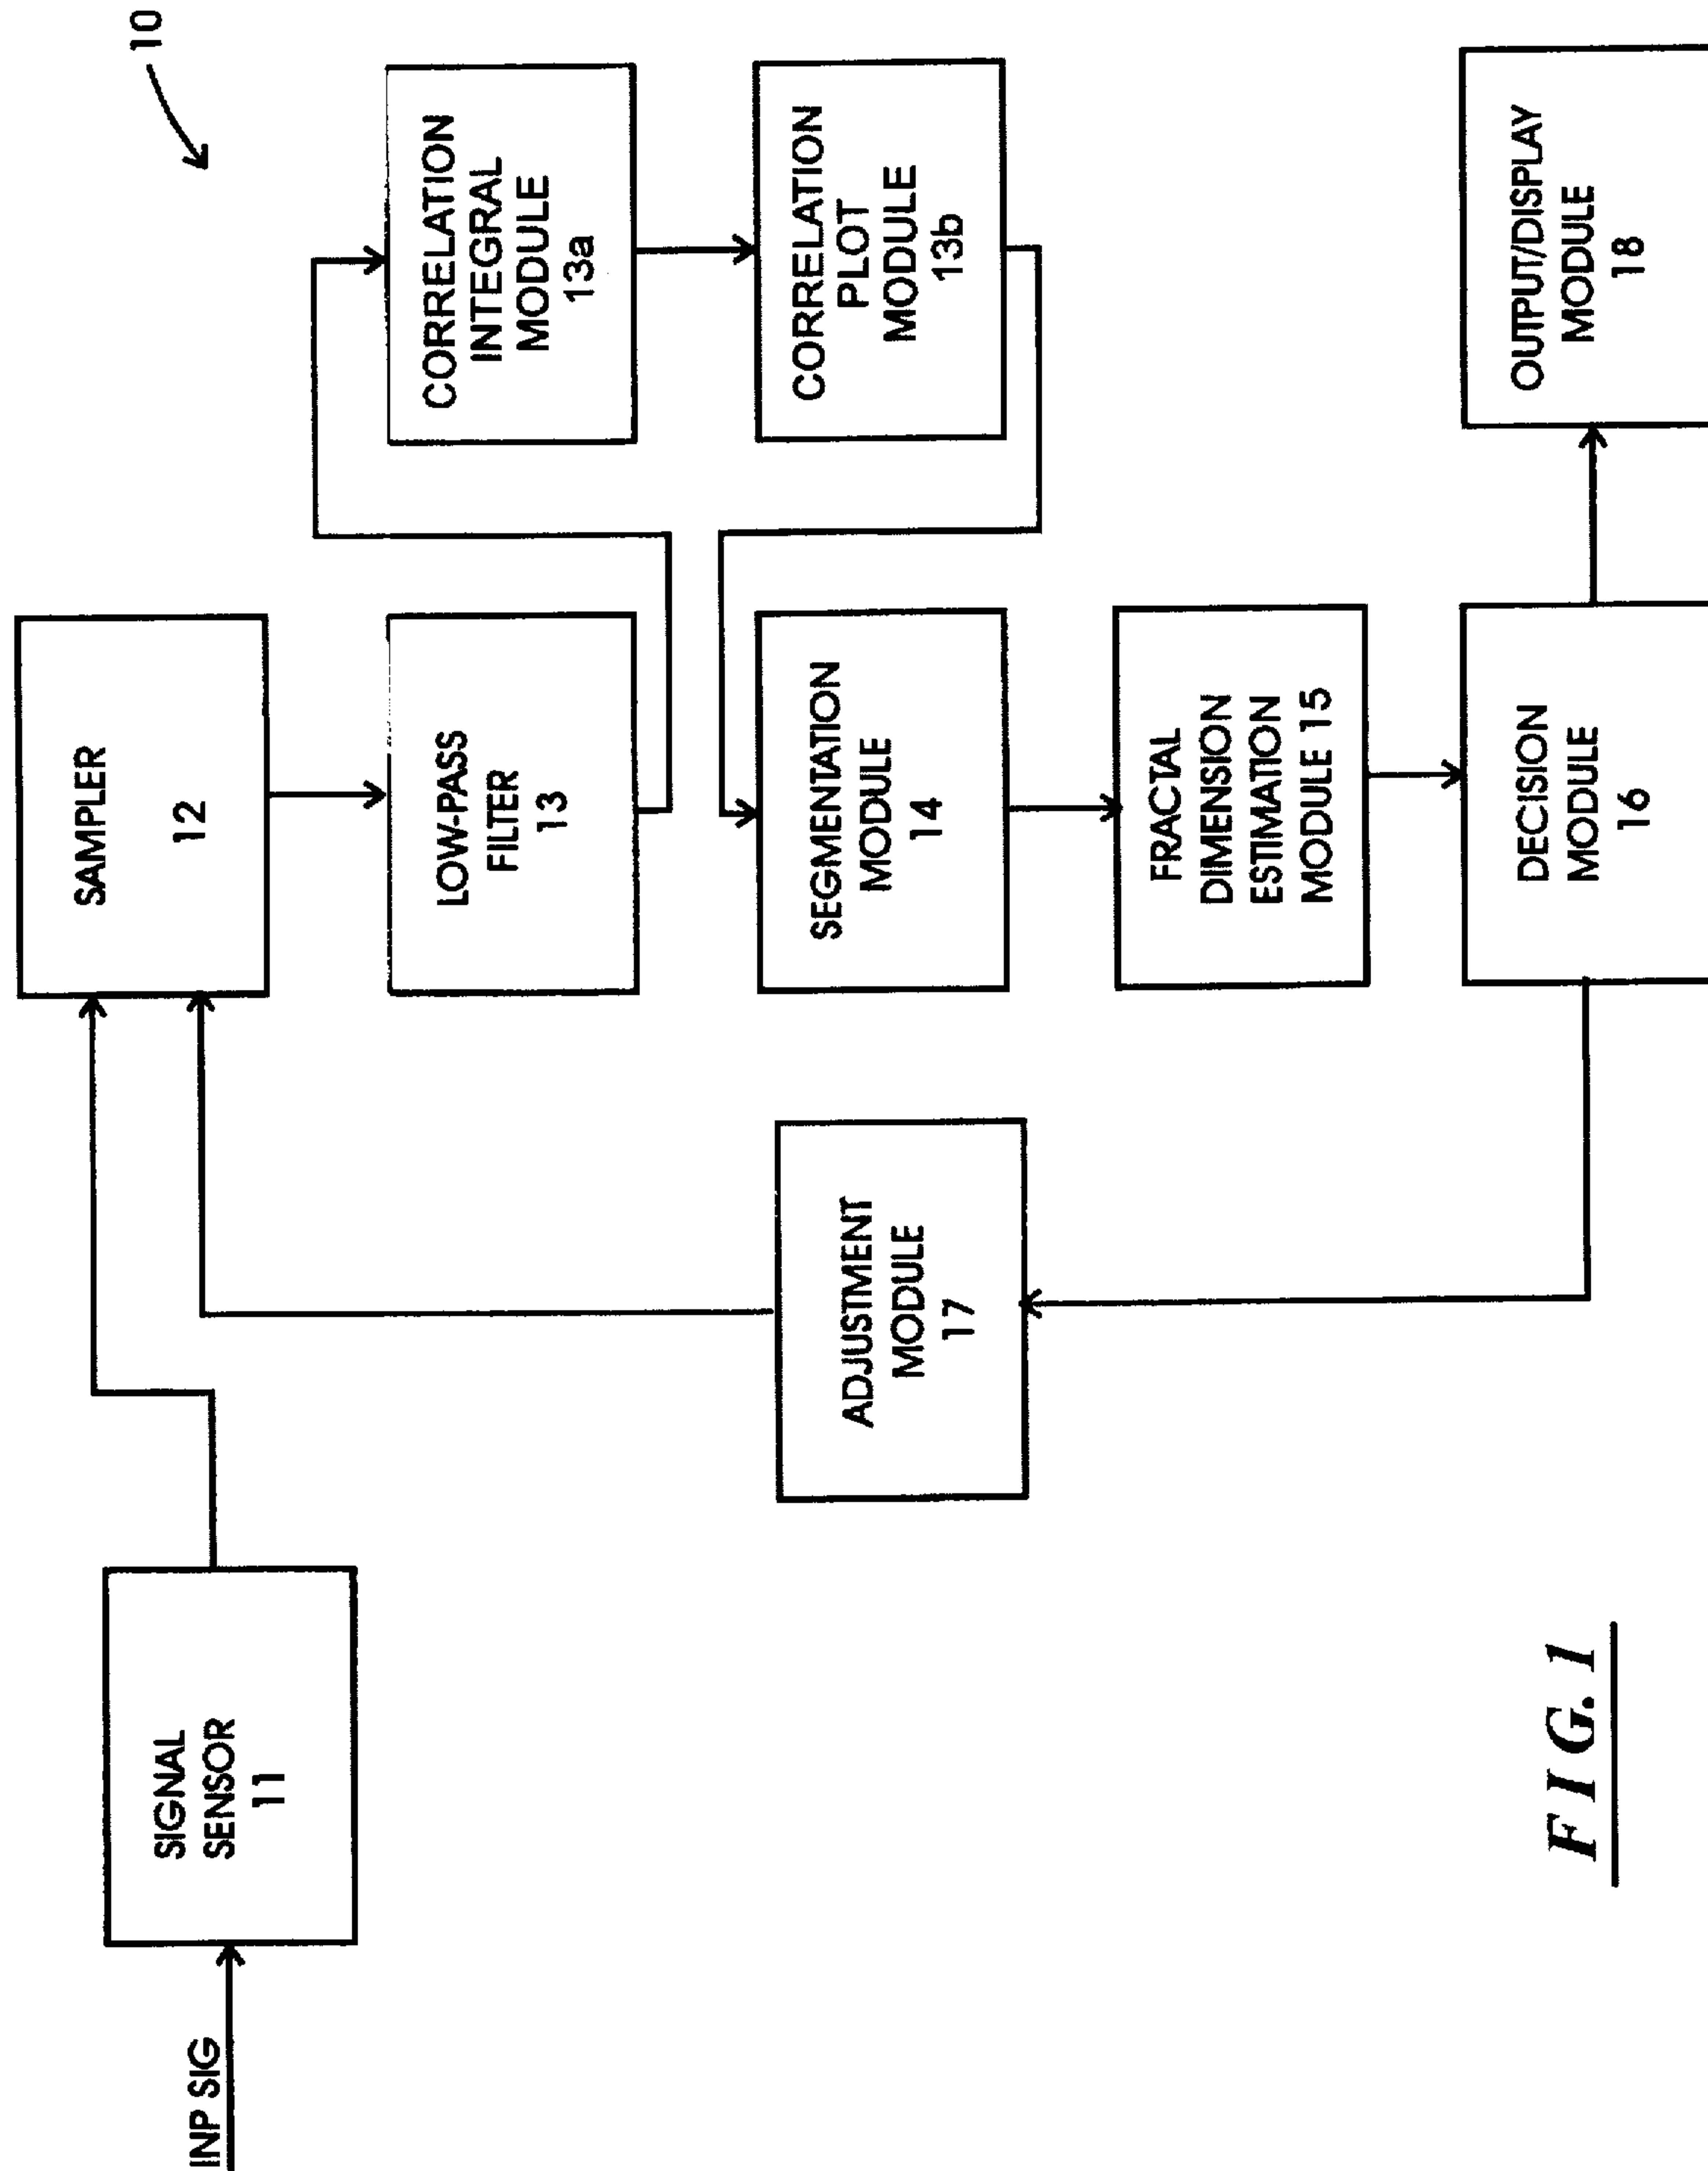 10
INP SIG
SIGNAL
SENSOR
11
SAMPLER
12
LOW-PASS
FILTER
13
CORRELATION
INTEGRAL
MODULE
13a
CORRELATION
PLOT
MODULE
13b
SEGMENTATION
MODULE
14
FRACTAL
DIMENSION
ESTIMATION
MODULE 15
DECISION
MODULE
16
ADJUSTMENT
MODULE
17
OUTPUT/DISPLAY
MODULE
18
FIG. 1